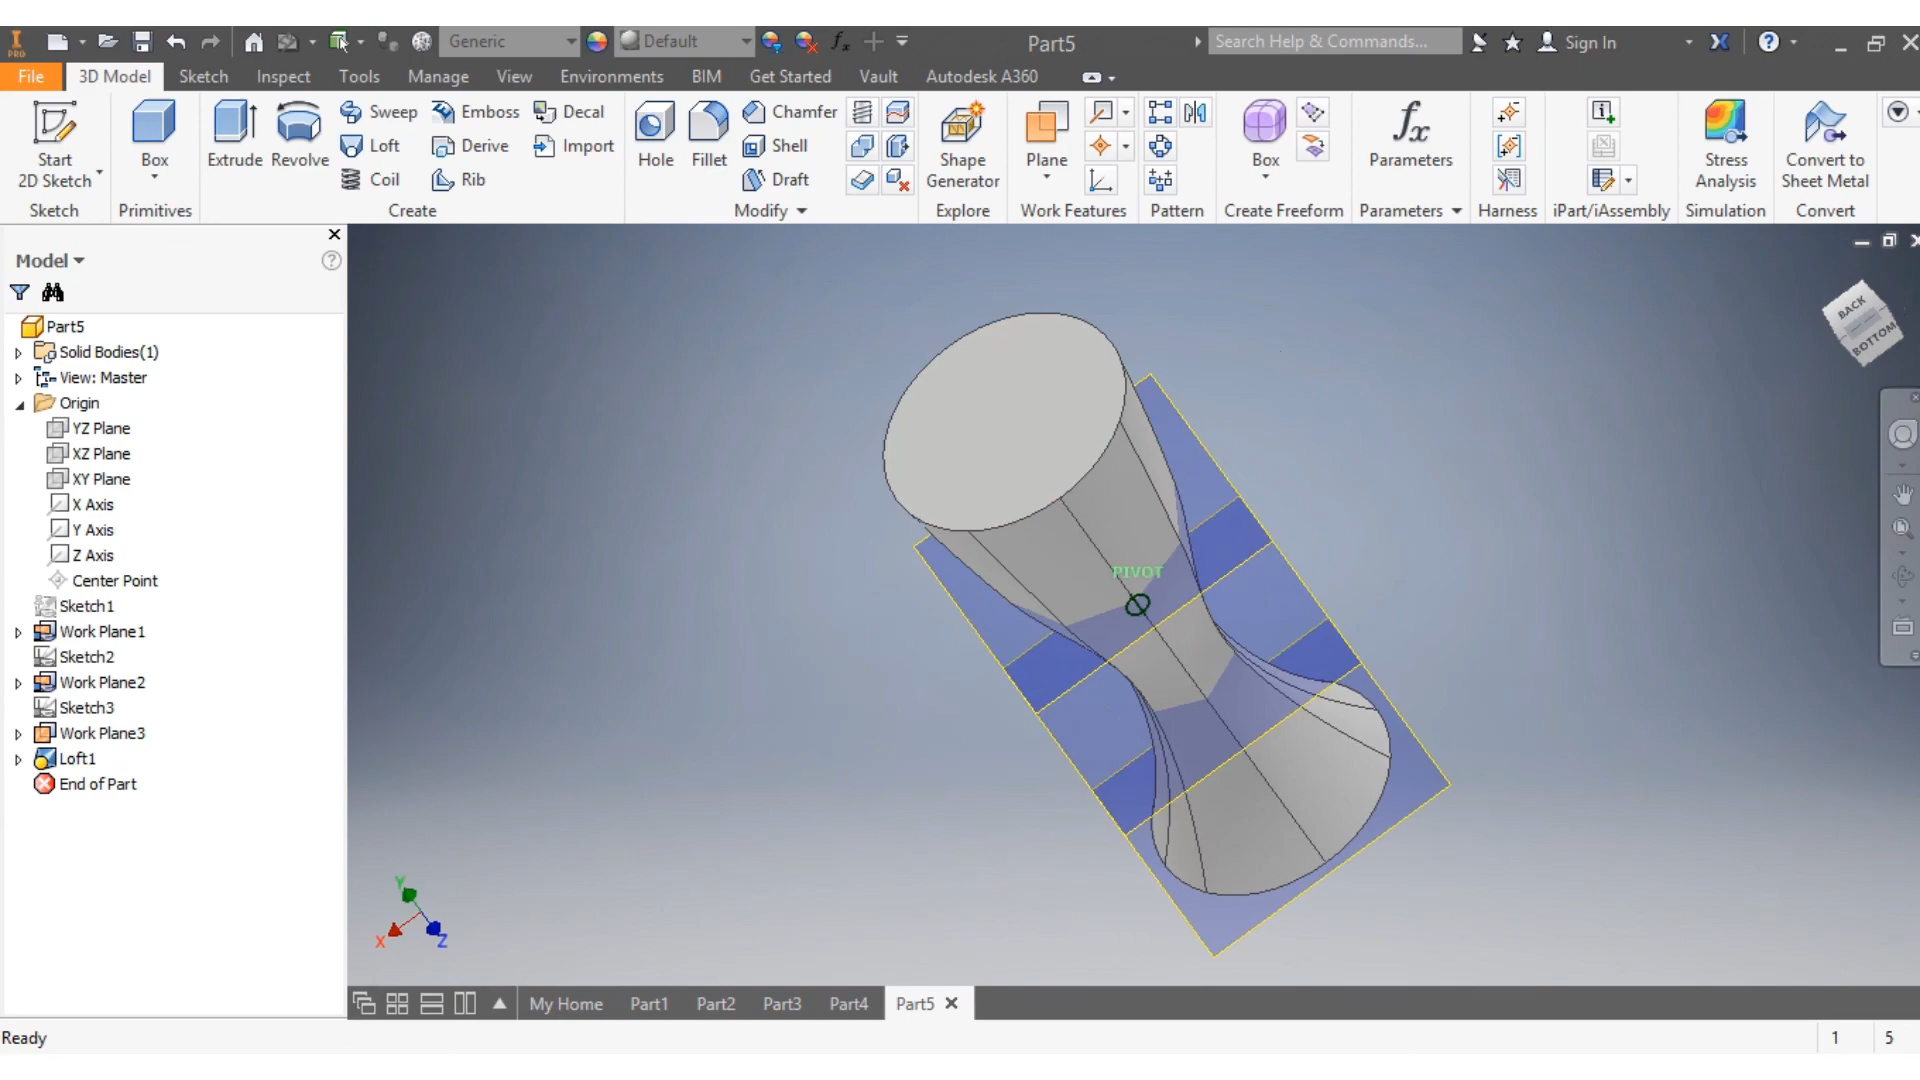 PRO
Generic
Default
fx
Part5
Search Help & Commands...
Sign In
File
3D Model
Sketch
Inspect
Tools
Manage
View
Environments
BIM
Get Started
Vault
Autodesk A360
Start
2D Sketch
Sketch
Box
Primitives
Extrude
Revolve
Sweep
Loft
Coil
Emboss
Derive
Rib
Decal
Import
Create
Hole
Fillet
Chamfer
Shell
Draft
Modify
Shape
Generator
Explore
Plane
Work Features
Pattern
Box
Create Freeform
fx
Parameters
Parameters
Harness
iPart/iAssembly
Stress
Analysis
Simulation
Convert to
Sheet Metal
Convert
Model
Part5
Solid Bodies(1)
View: Master
Origin
YZ Plane
XZ Plane
XY Plane
X Axis
Y Axis
Z Axis
Center Point
Sketch1
Work Plane1
Sketch2
Work Plane2
Sketch3
Work Plane3
Loft1
End of Part
BACK
BOTTOM
PIVOT
Y
X
Z
My Home
Part1
Part2
Part3
Part4
Part5
Ready
1
5